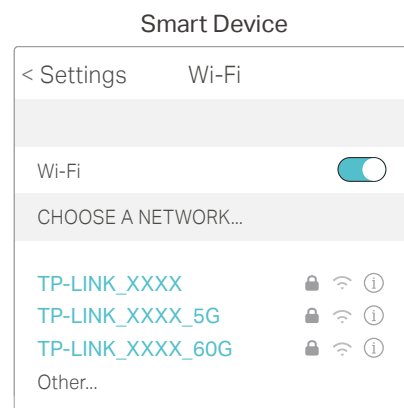 Smart Device
< Settings Wi-Fi
Wi-Fi
CHOOSE A NETWORK...
TP-LINK_XXXX
TP-LINK_XXXX_5G
TP-LINK_XXXX_60G
Other...